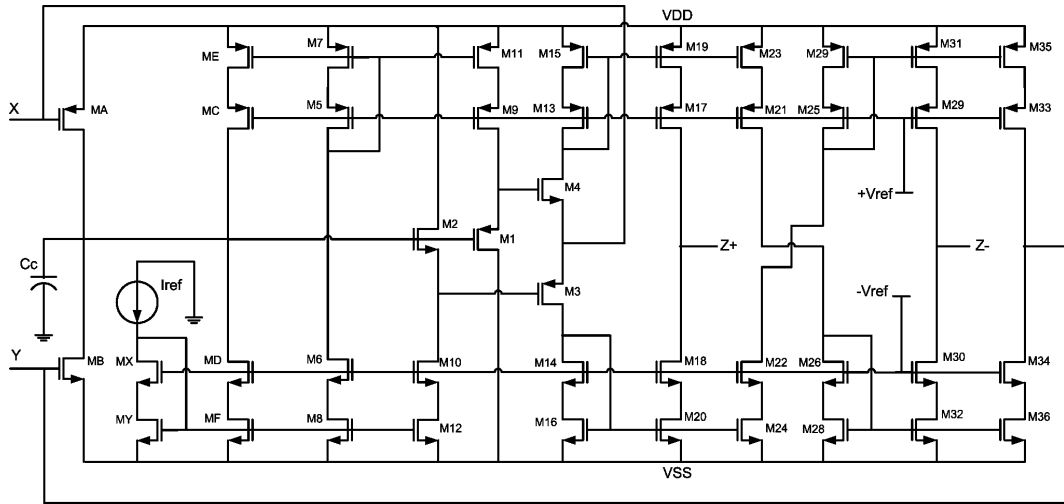 VDD
ME
M7
M11
M15
M19
M23
M29
M31
M35
X
MA
MC
M5
M9
M13
M17
M21
M25
M29
M33
M4
+Vref
M2
M1
Z+
Z-
Cc
Iref
M3
-Vref
Y
MB
MX
MD
M6
M10
M14
M18
M22
M26
M30
M34
MY
MF
M8
M12
M16
M20
M24
M28
M32
M36
VSS